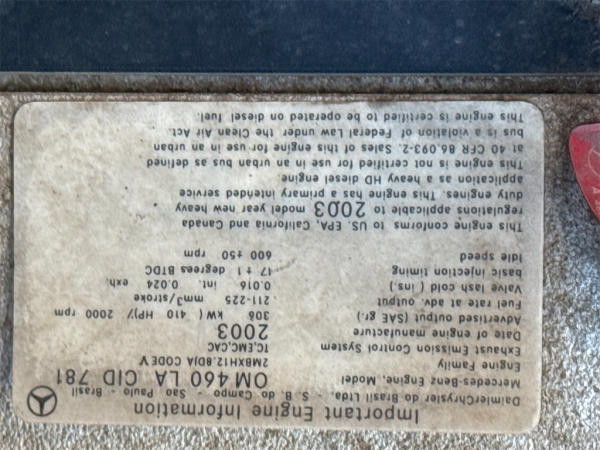 Important Engine Information
DaimlerChrysler do Brasil Ltda. - S. B. do Campo - Sao Paulo - Brasil
Mercedes-Benz Engine, Model, OM 460 LA CID 781
Engine Family 2MBXH12.8DJA CODE V
Exhaust Emission Control System TC,EMC,CAC
Date of engine manufacture 2003
Advertised output (SAE gr.) 306 kW ( 410 HP)/ 2000 rpm
Fuel rate at adv. output 211-225 mm3/stroke
Valve lash cold ( ins.) 0.016 int. 0.024 exh.
basic injection timing 17 ± 1 degrees BTDC
Idle speed 600 ±50 rpm
This engine conforms to US. EPA, California and Canada
regulations applicable to 2003 model year new heavy
duty engines. This engine has a primary intended service
application as a heavy HD diesel engine
This engine is not certified for use in an urban bus as defined
at 40 CFR 86.093-2. Sales of this engine for use in an urban
bus is a violation of Federal Law under the Clean Air Act.
This engine is certified to be operated on diesel fuel.